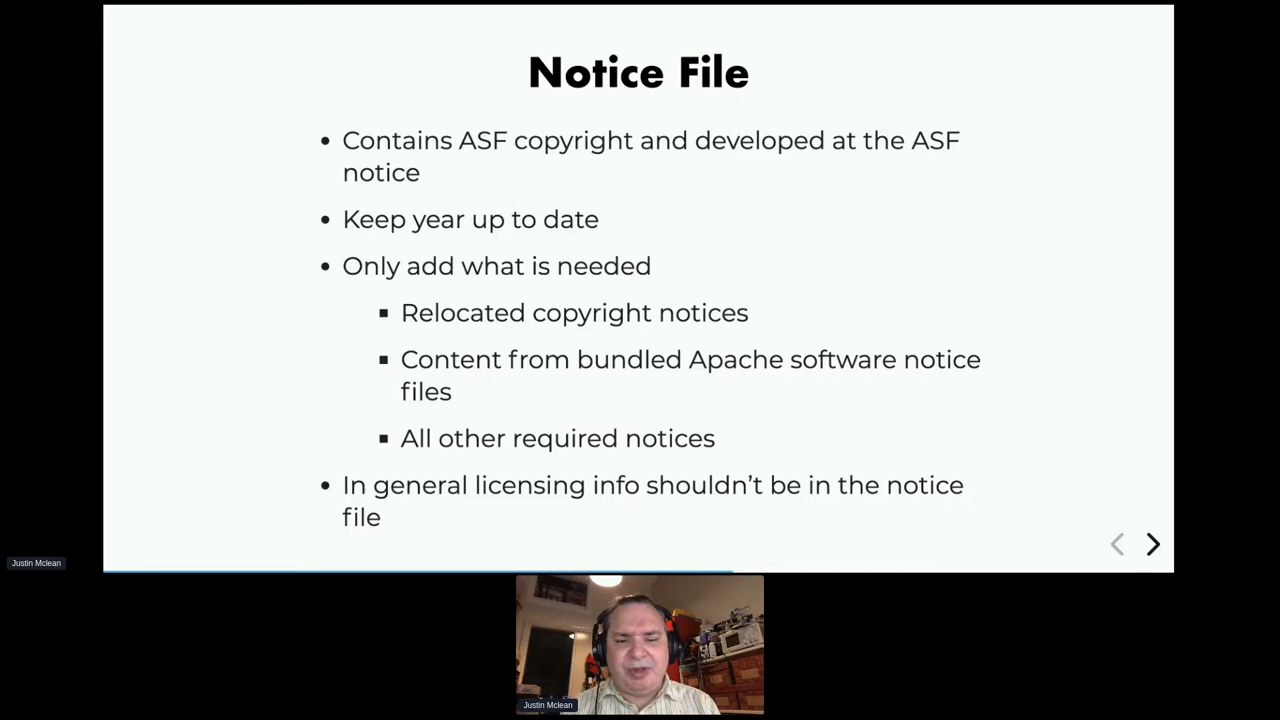 Notice File
• Contains ASF copyright and developed at the ASF
notice
• Keep year up to date
• Only add what is needed
▪ Relocated copyright notices
▪ Content from bundled Apache software notice
files
▪ All other required notices
• In general licensing info shouldn’t be in the notice
file
Justin Mclean
Justin Mclean